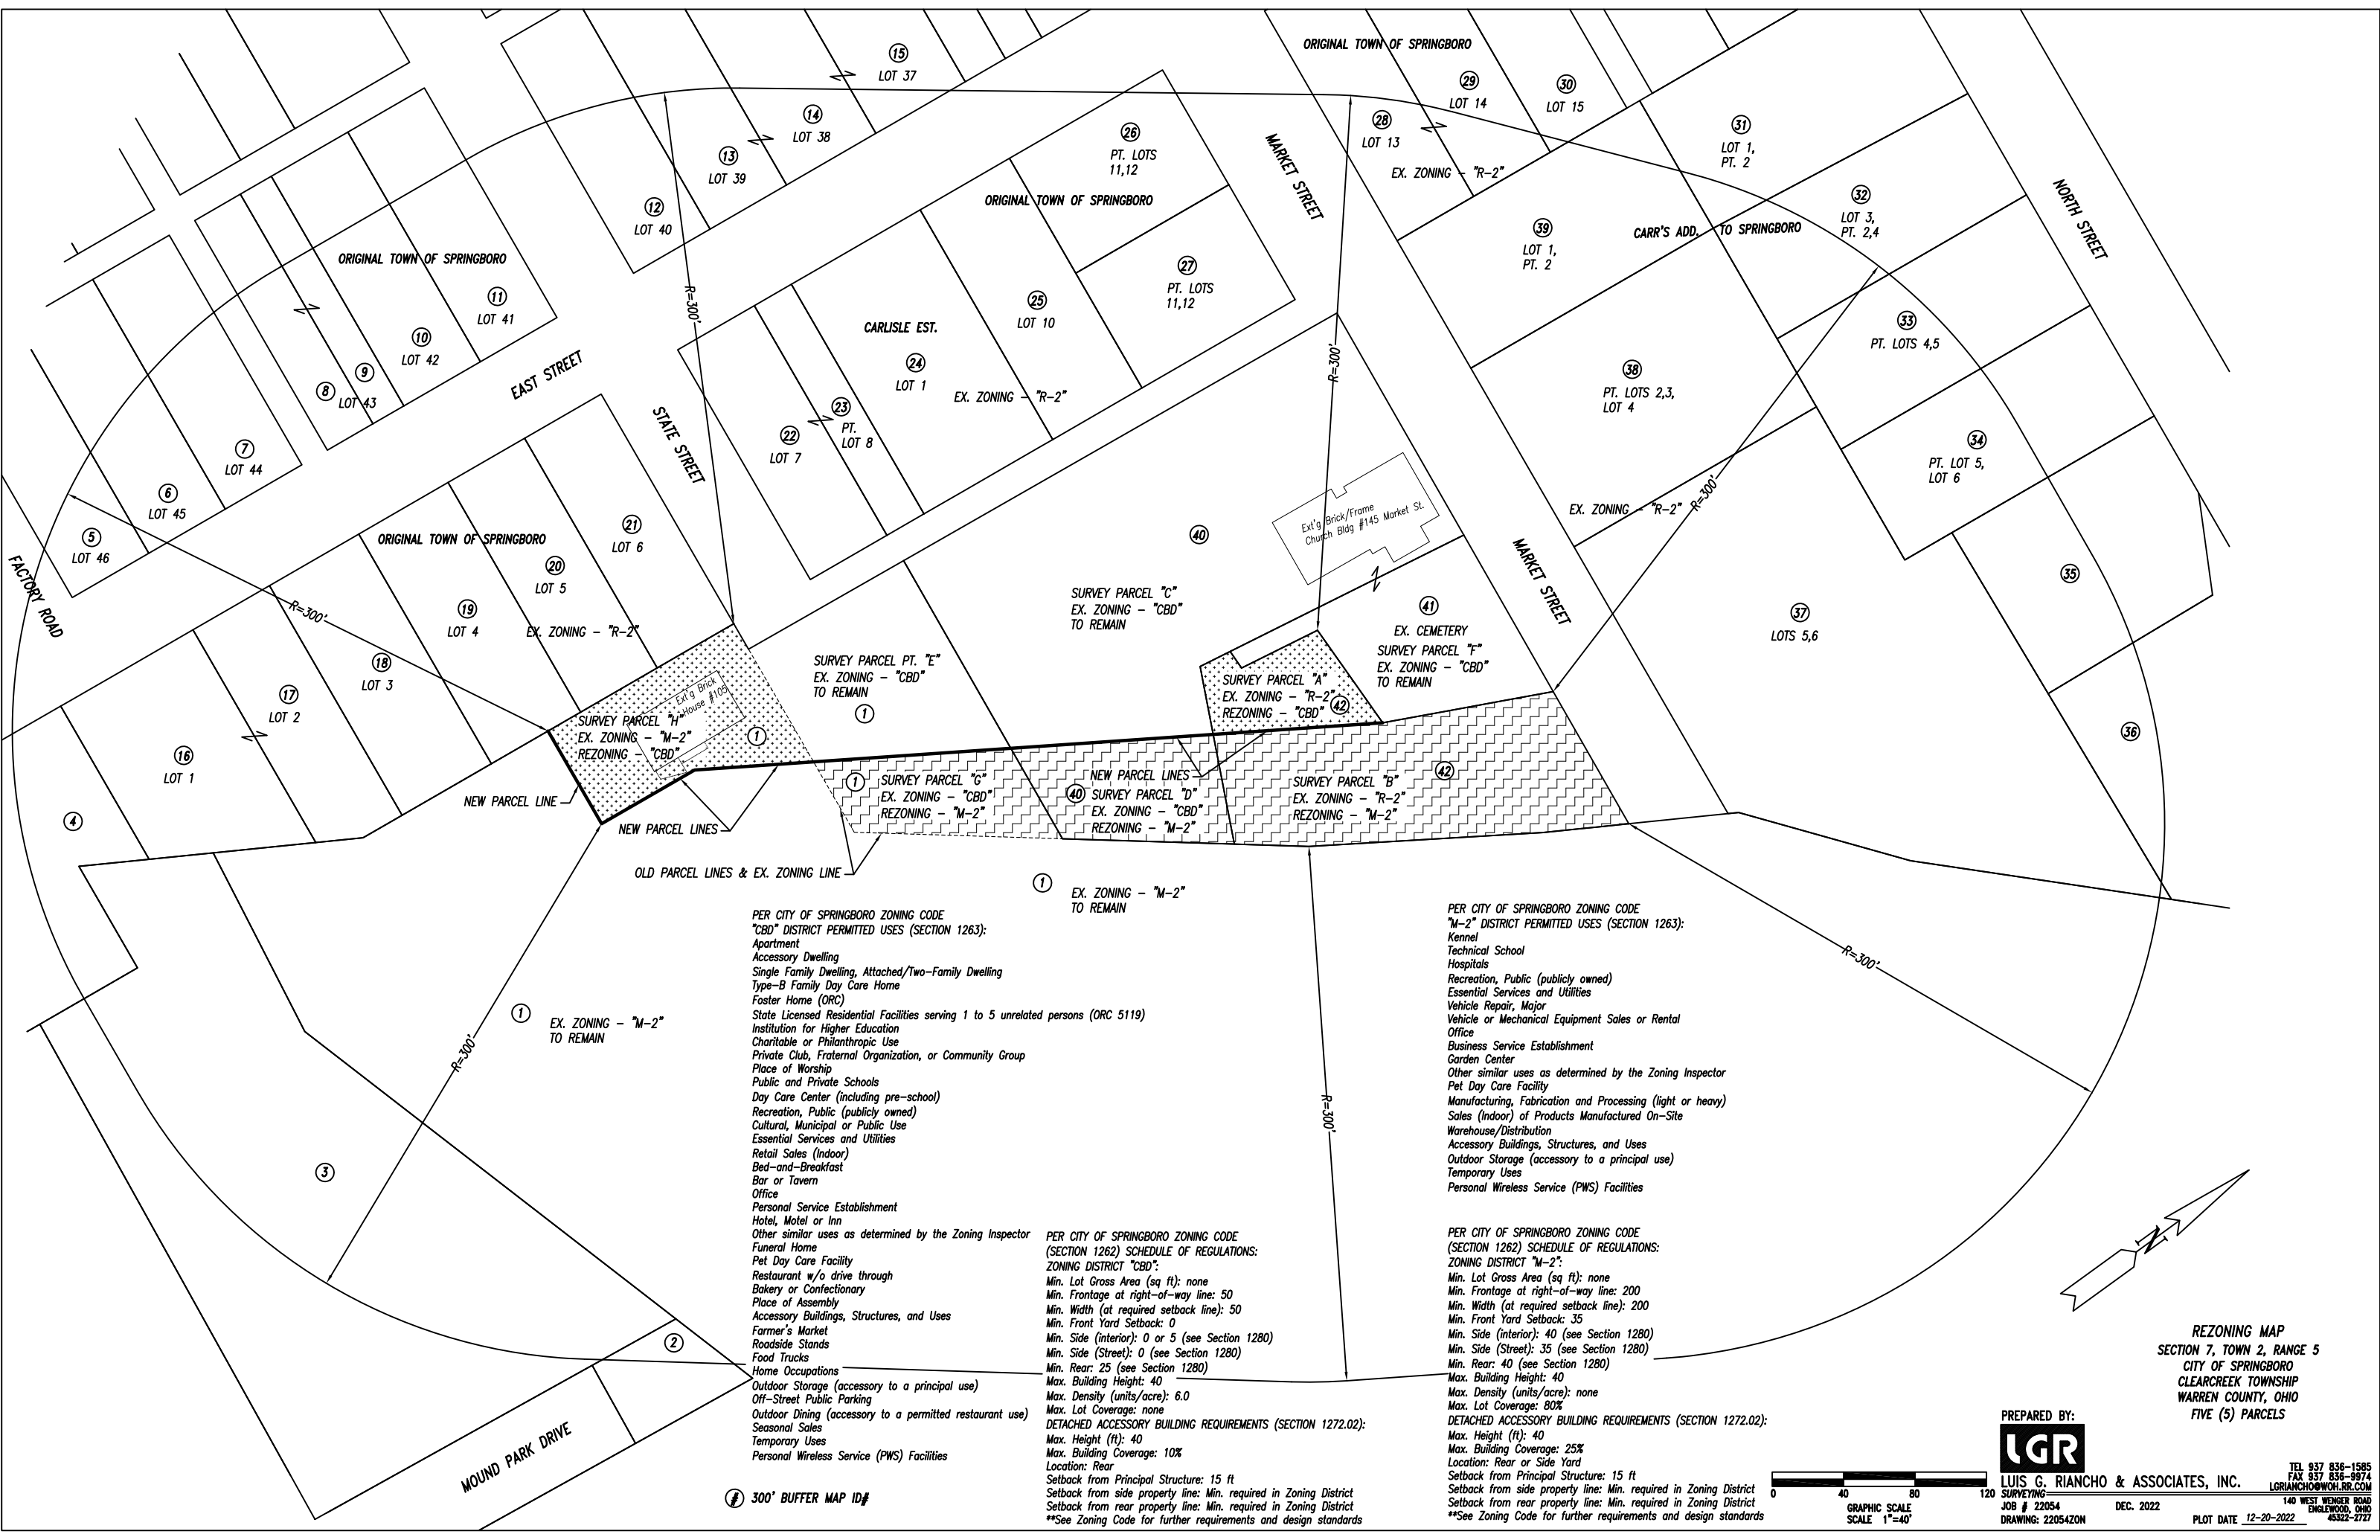 ORIGINAL TOWN OF SPRINGBORO
15
LOT 37
14
LOT 38
13
LOT 39
12
LOT 40
26
PT. LOTS
11,12
ORIGINAL TOWN OF SPRINGBORO
27
PT. LOTS
11,12
MARKET STREET
28
LOT 13
29
LOT 14
30
LOT 15
EX. ZONING - "R-2"
31
LOT 1,
PT. 2
32
LOT 3,
PT. 2,4
NORTH STREET
39
LOT 1,
PT. 2
CARR'S ADD. TO SPRINGBORO
33
PT. LOTS 4,5
38
PT. LOTS 2,3,
LOT 4
34
PT. LOT 5,
LOT 6
EX. ZONING - "R-2"
R=300'
35
36
37
LOTS 5,6
ORIGINAL TOWN OF SPRINGBORO
11
LOT 41
10
LOT 42
9
8
LOT 43
7
LOT 44
6
LOT 45
5
LOT 46
FACTORY ROAD
EAST STREET
STATE STREET
R=300'
R=300'
R=300'
CARLISLE EST.
25
LOT 10
24
LOT 1
EX. ZONING - "R-2"
23
PT.
LOT 8
22
LOT 7
ORIGINAL TOWN OF SPRINGBORO
21
LOT 6
20
LOT 5
19
LOT 4
EX. ZONING - "R-2"
18
LOT 3
17
LOT 2
16
LOT 1
4
40
Ext'g Brick/Frame
Church Bldg #145 Market St.
MARKET STREET
SURVEY PARCEL "C"
EX. ZONING - "CBD"
TO REMAIN
41
EX. CEMETERY
SURVEY PARCEL "F"
EX. ZONING - "CBD"
TO REMAIN
SURVEY PARCEL PT. "E"
EX. ZONING - "CBD"
TO REMAIN
1
SURVEY PARCEL "A"
EX. ZONING - "R-2"
REZONING - "CBD"
42
Ext'g Brick
House #105
SURVEY PARCEL "H"
EX. ZONING - "M-2"
REZONING - "CBD"
1
1
SURVEY PARCEL "G"
EX. ZONING - "CBD"
REZONING - "M-2"
NEW PARCEL LINES
40
SURVEY PARCEL "D"
EX. ZONING - "CBD"
REZONING - "M-2"
SURVEY PARCEL "B"
EX. ZONING - "R-2"
REZONING - "M-2"
42
NEW PARCEL LINE
NEW PARCEL LINES
OLD PARCEL LINES & EX. ZONING LINE
1
EX. ZONING - "M-2"
TO REMAIN
1
EX. ZONING - "M-2"
TO REMAIN
R=300'
R=300'
R=300'
3
2
MOUND PARK DRIVE
PER CITY OF SPRINGBORO ZONING CODE
"CBD" DISTRICT PERMITTED USES (SECTION 1263):
Apartment
Accessory Dwelling
Single Family Dwelling, Attached/Two-Family Dwelling
Type-B Family Day Care Home
Foster Home (ORC)
State Licensed Residential Facilities serving 1 to 5 unrelated persons (ORC 5119)
Institution for Higher Education
Charitable or Philanthropic Use
Private Club, Fraternal Organization, or Community Group
Place of Worship
Public and Private Schools
Day Care Center (including pre-school)
Recreation, Public (publicly owned)
Cultural, Municipal or Public Use
Essential Services and Utilities
Retail Sales (Indoor)
Bed-and-Breakfast
Bar or Tavern
Office
Personal Service Establishment
Hotel, Motel or Inn
Other similar uses as determined by the Zoning Inspector
Funeral Home
Pet Day Care Facility
Restaurant w/o drive through
Bakery or Confectionary
Place of Assembly
Accessory Buildings, Structures, and Uses
Farmer's Market
Roadside Stands
Food Trucks
Home Occupations
Outdoor Storage (accessory to a principal use)
Off-Street Public Parking
Outdoor Dining (accessory to a permitted restaurant use)
Seasonal Sales
Temporary Uses
Personal Wireless Service (PWS) Facilities
# 300' BUFFER MAP ID#
PER CITY OF SPRINGBORO ZONING CODE
(SECTION 1262) SCHEDULE OF REGULATIONS:
ZONING DISTRICT "CBD":
Min. Lot Gross Area (sq ft): none
Min. Frontage at right-of-way line: 50
Min. Width (at required setback line): 50
Min. Front Yard Setback: 0
Min. Side (interior): 0 or 5 (see Section 1280)
Min. Side (Street): 0 (see Section 1280)
Min. Rear: 25 (see Section 1280)
Max. Building Height: 40
Max. Density (units/acre): 6.0
Max. Lot Coverage: none
DETACHED ACCESSORY BUILDING REQUIREMENTS (SECTION 1272.02):
Max. Height (ft): 40
Max. Building Coverage: 10%
Location: Rear
Setback from Principal Structure: 15 ft
Setback from side property line: Min. required in Zoning District
Setback from rear property line: Min. required in Zoning District
**See Zoning Code for further requirements and design standards
PER CITY OF SPRINGBORO ZONING CODE
"M-2" DISTRICT PERMITTED USES (SECTION 1263):
Kennel
Technical School
Hospitals
Recreation, Public (publicly owned)
Essential Services and Utilities
Vehicle Repair, Major
Vehicle or Mechanical Equipment Sales or Rental
Office
Business Service Establishment
Garden Center
Other similar uses as determined by the Zoning Inspector
Pet Day Care Facility
Manufacturing, Fabrication and Processing (light or heavy)
Sales (Indoor) of Products Manufactured On-Site
Warehouse/Distribution
Accessory Buildings, Structures, and Uses
Outdoor Storage (accessory to a principal use)
Temporary Uses
Personal Wireless Service (PWS) Facilities
PER CITY OF SPRINGBORO ZONING CODE
(SECTION 1262) SCHEDULE OF REGULATIONS:
ZONING DISTRICT "M-2":
Min. Lot Gross Area (sq ft): none
Min. Frontage at right-of-way line: 200
Min. Width (at required setback line): 200
Min. Front Yard Setback: 35
Min. Side (interior): 40 (see Section 1280)
Min. Side (Street): 35 (see Section 1280)
Min. Rear: 40 (see Section 1280)
Max. Building Height: 40
Max. Density (units/acre): none
Max. Lot Coverage: 80%
DETACHED ACCESSORY BUILDING REQUIREMENTS (SECTION 1272.02):
Max. Height (ft): 40
Max. Building Coverage: 25%
Location: Rear or Side Yard
Setback from Principal Structure: 15 ft
Setback from side property line: Min. required in Zoning District
Setback from rear property line: Min. required in Zoning District
**See Zoning Code for further requirements and design standards
N
0 40 80 120
GRAPHIC SCALE
SCALE 1"=40'
REZONING MAP
SECTION 7, TOWN 2, RANGE 5
CITY OF SPRINGBORO
CLEARCREEK TOWNSHIP
WARREN COUNTY, OHIO
FIVE (5) PARCELS
PREPARED BY:
LGR
LUIS G. RIANCHO & ASSOCIATES, INC.
SURVEYING
TEL 937 836-1585
FAX 937 836-9974
LGRIANCHO@WOH.RR.COM
140 WEST WENGER ROAD
ENGLEWOOD, OHIO
45322-2727
JOB # 22054 DEC. 2022
DRAWING: 22054ZON PLOT DATE 12-20-2022